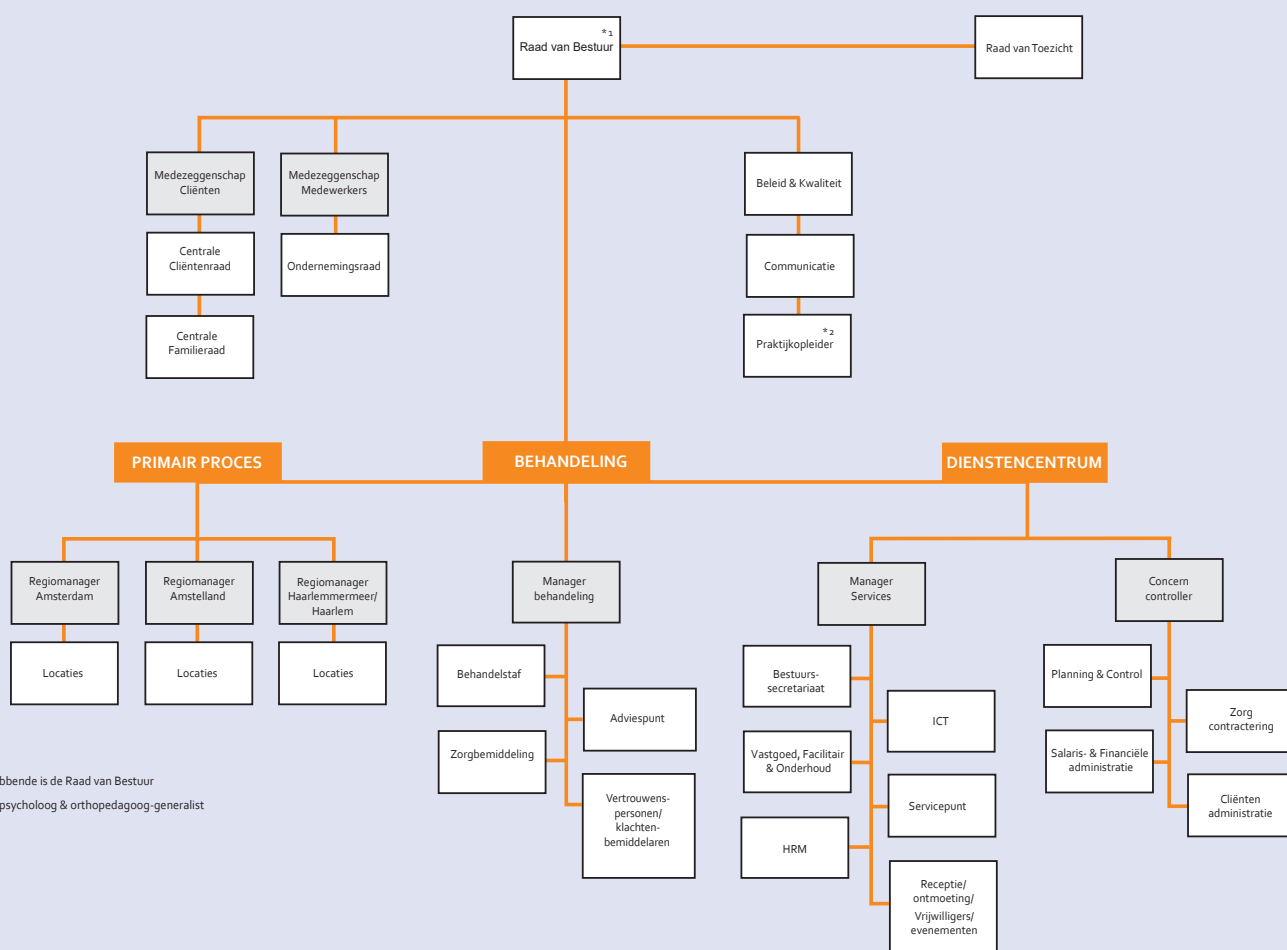 *1
Raad van Bestuur
Raad van Toezicht
Medezeggenschap
Cliënten
Medezeggenschap
Medewerkers
Beleid & Kwaliteit
Centrale
Cliëntenraad
Ondernemingsraad
Communicatie
Centrale
Familieraad
*2
Praktijkopleider
PRIMAIR PROCES
BEHANDELING
DIENSTENCENTRUM
Regiomanager
Amsterdam
Regiomanager
Amstelland
Regiomanager
Haarlemmermeer/
Haarlem
Manager
behandeling
Manager
Services
Concern
controller
Locaties
Locaties
Locaties
Behandelstaf
Adviespunt
Zorgbemiddeling
Vertrouwens-
personen/
klachten-
bemiddelaren
Bestuurs-
secretariaat
ICT
Vastgoed, Facilitair
& Onderhoud
Servicepunt
HRM
Receptie/
ontmoeting/
Vrijwilligers/
evenementen
Planning & Control
Zorg
contractering
Salaris- & Financiële
administratie
Cliënten
administratie
bbende is de Raad van Bestuur
psycholoog & orthopedagoog-generalist